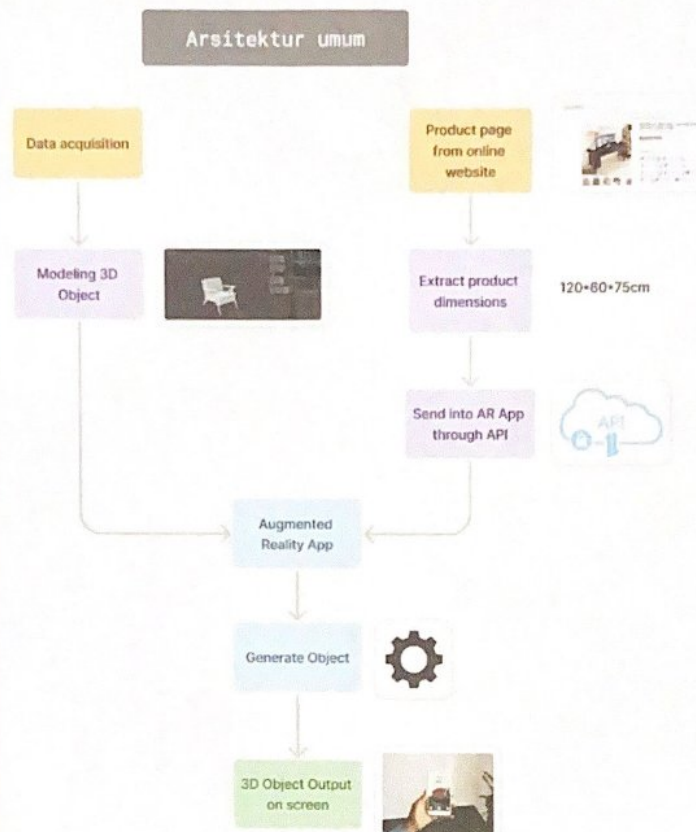 Arsitektur umum
Data acquisition
Product page
from online
website
Modeling 3D
Object
Extract product
dimensions
120*60*75cm
Send into AR App
through API
API
Augmented
Reality App
Generate Object
3D Object Output
on screen